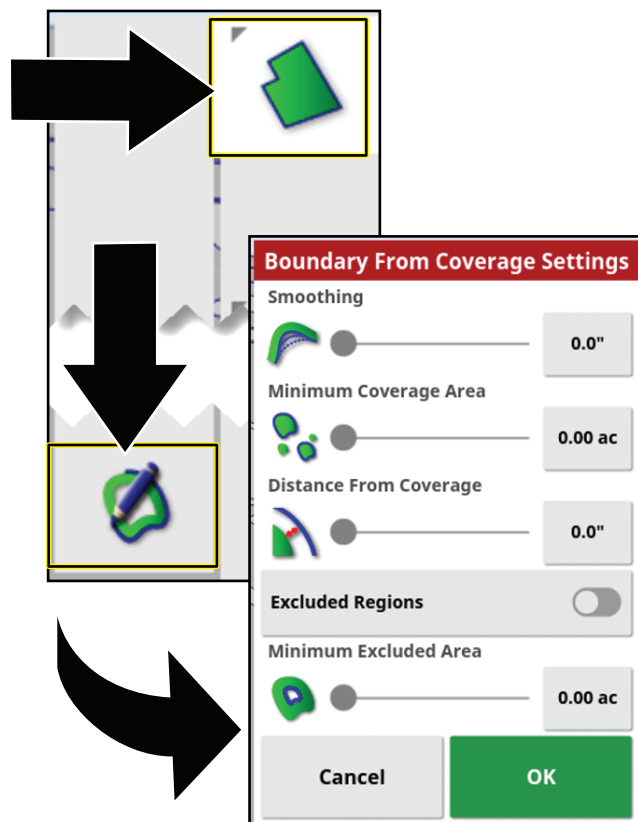 Boundary From Coverage Settings
Smoothing
0.0"
Minimum Coverage Area
0.00 ac
Distance From Coverage
0.0"
Excluded Regions
Minimum Excluded Area
0.00 ac
Cancel
OK